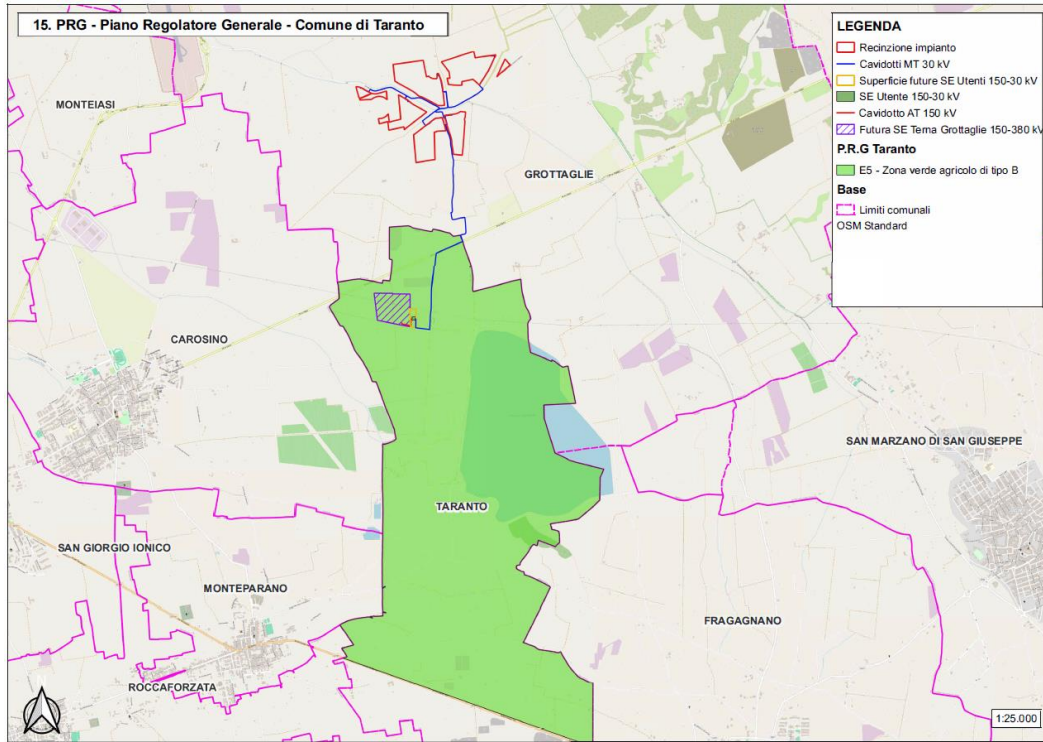 15. PRG - Piano Regolatore Generale - Comune di Taranto
LEGENDA
Recinzione impianto
Cavidotti MT 30 kV
Superficie future SE Utenti 150-30 kV
SE Utente 150-30 kV
Cavidotto AT 150 kV
Futura SE Terna Grottaglie 150-380 kV
P.R.G Taranto
E5 - Zona verde agricolo di tipo B
Base
Limiti comunali
OSM Standard
MONTEIASI
GROTTAGLIE
CAROSINO
SAN MARZANO DI SAN GIUSEPPE
TARANTO
SAN GIORGIO IONICO
MONTEPARANO
FRAGAGNANO
ROCCAFORZATA
1:25.000